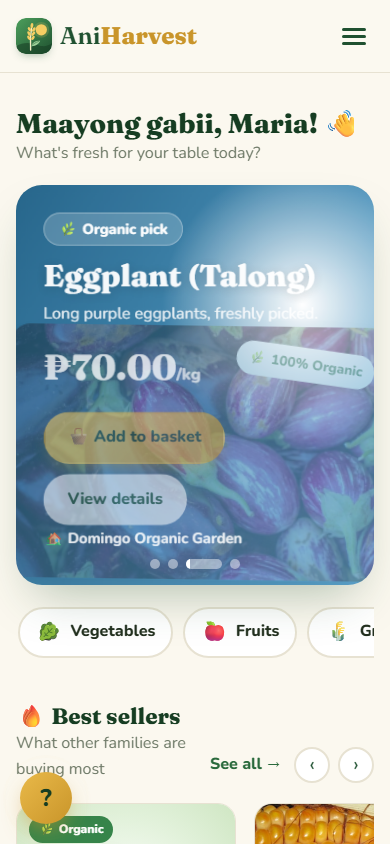 AniHarvest
Maayong gabii, Maria! 👋
What's fresh for your table today?
🌿 Organic pick
Eggplant (Talong)
Long purple eggplants, freshly picked.
₱70.00/kg
🌿 100% Organic
🧺 Add to basket
View details
🏡 Domingo Organic Garden
🥬 Vegetables
🍎 Fruits
🌾 Gr
🔥 Best sellers
What other families are
buying most
See all →
‹
›
?
🌿 Organic